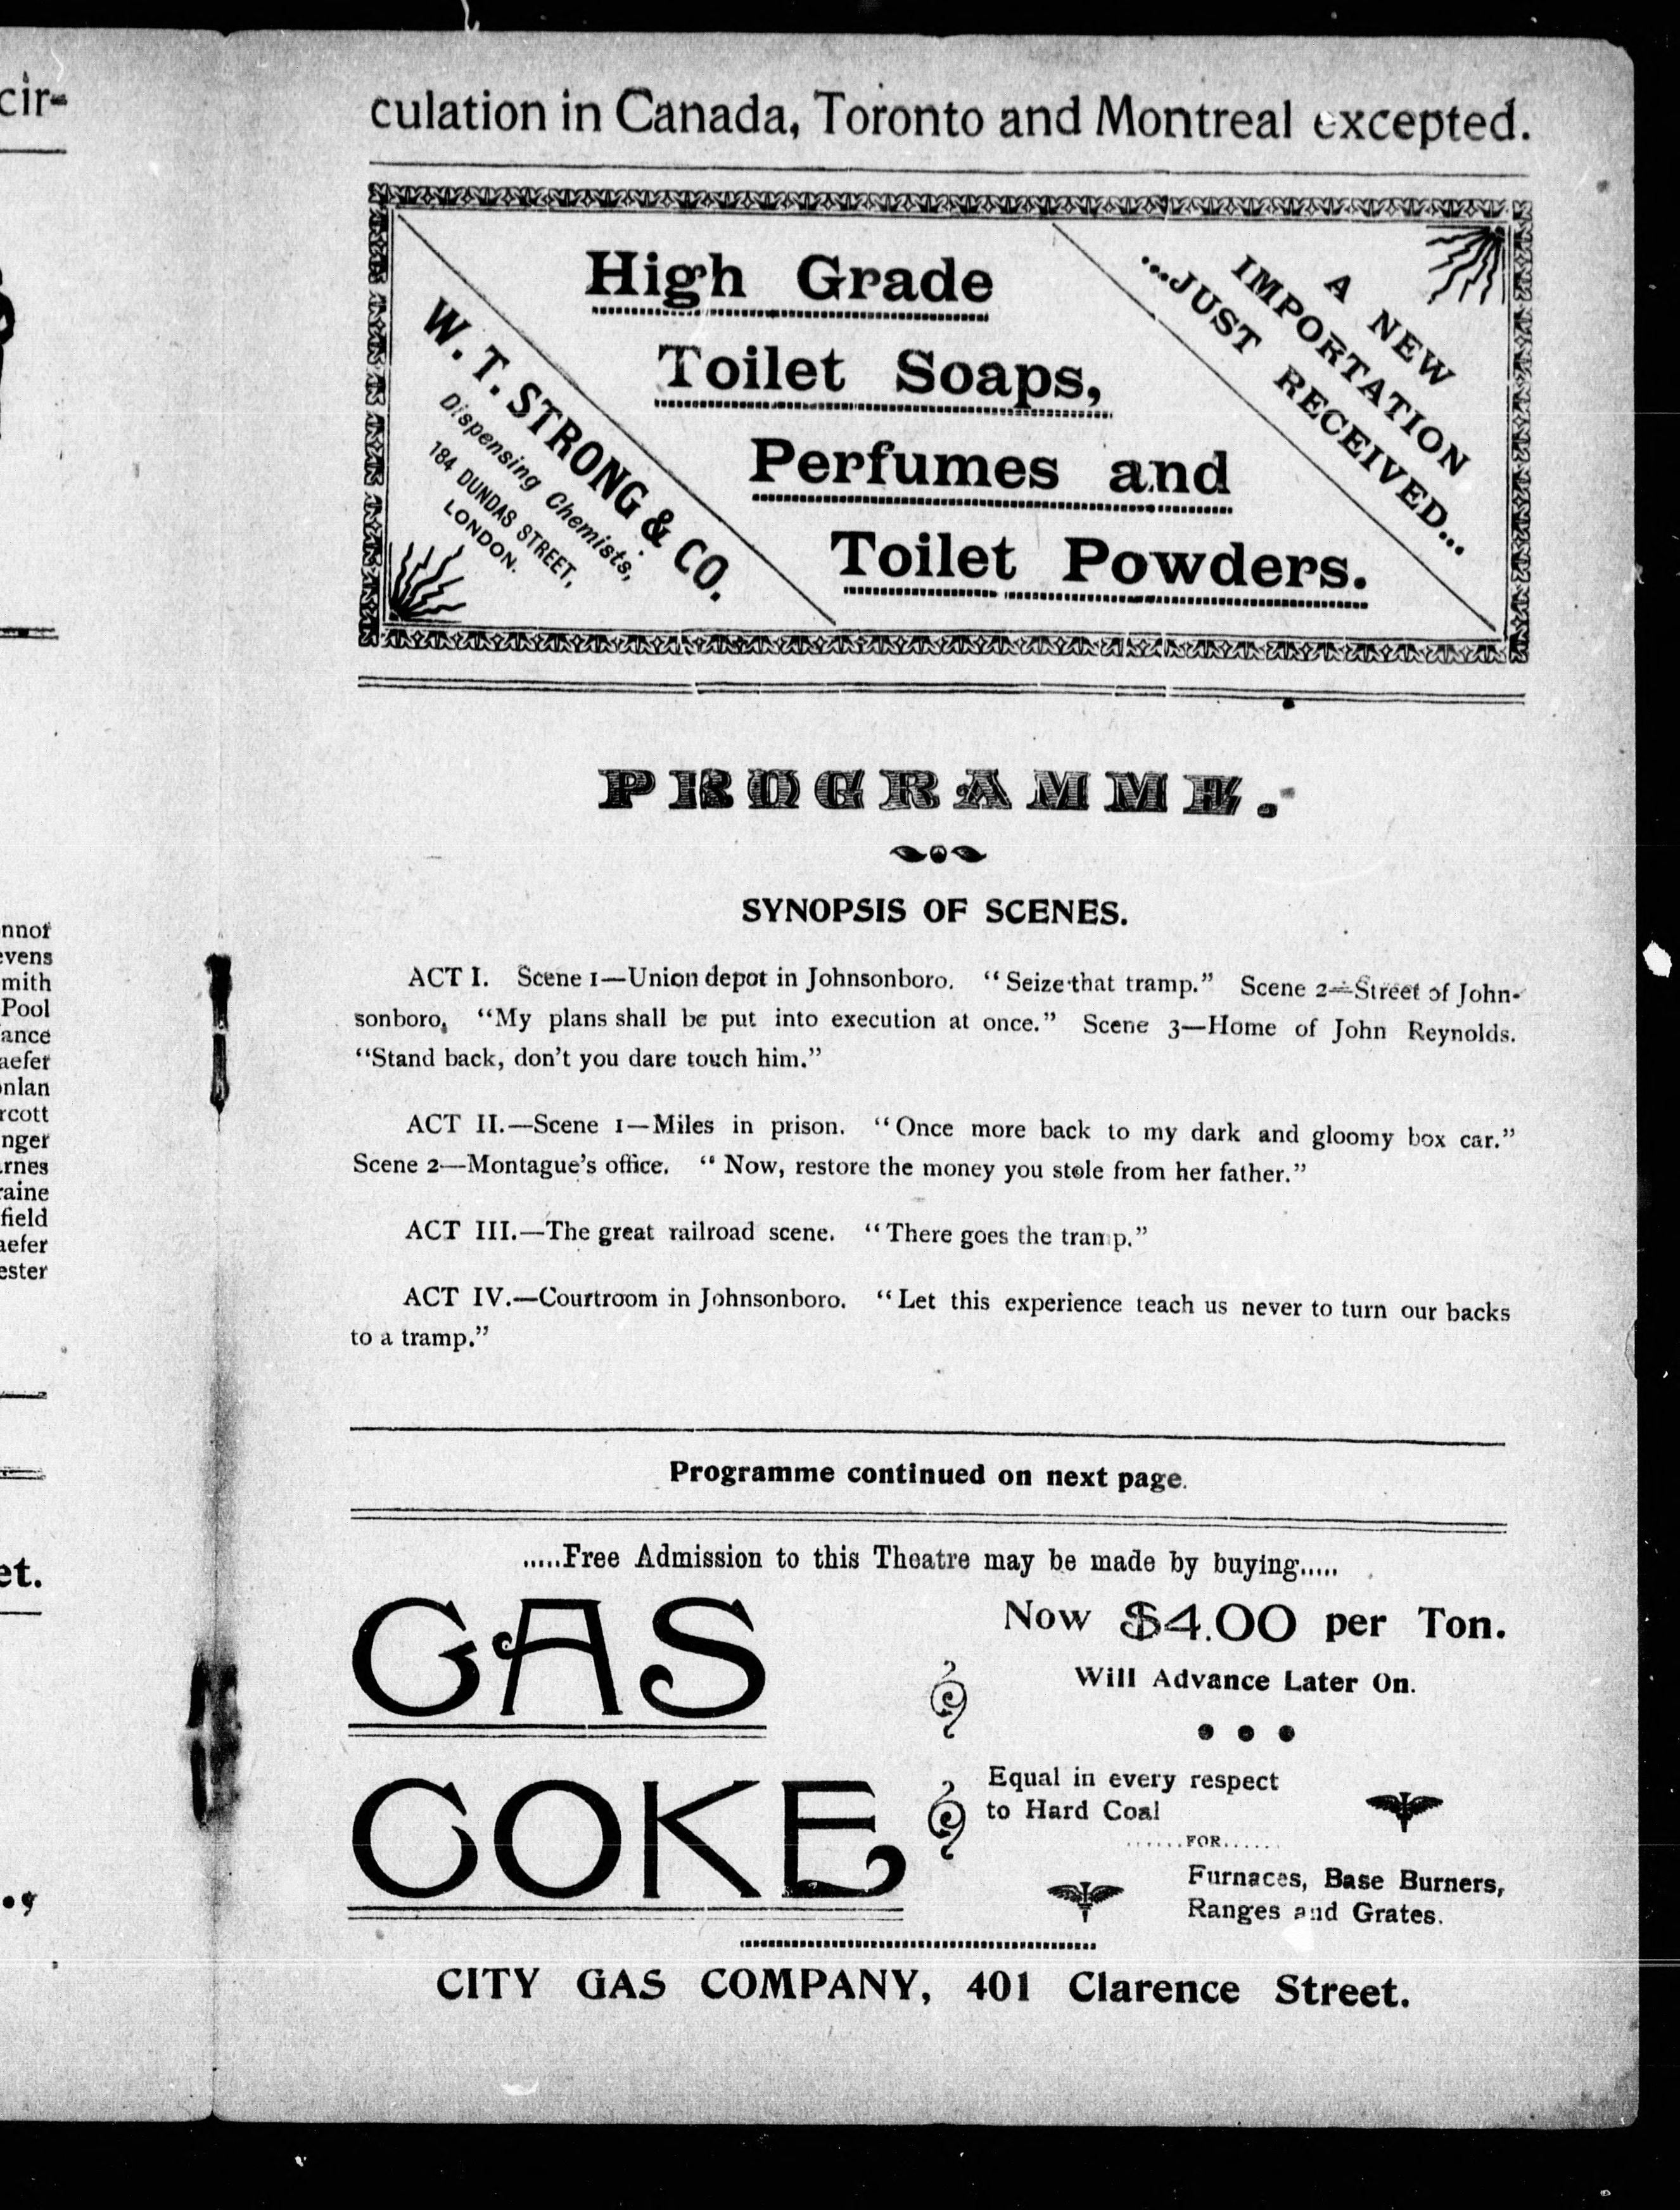 cir-
et.
culation in Canada, Toronto and Montreal excepted.
High Grade
Toilet Soaps,
Perfumes and
Toilet Powders.
W. T. STRONG & CO.
Dispensing Chemists,
184 DUNDAS STREET,
LONDON.
A NEW
IMPORTATION
...JUST RECEIVED...
PROGRAMME.
SYNOPSIS OF SCENES.
ACT I. Scene 1—Union depot in Johnsonboro. “Seize that tramp.” Scene 2—Street of John-
sonboro, “My plans shall be put into execution at once.” Scene 3—Home of John Reynolds.
“Stand back, don’t you dare touch him.”
ACT II.—Scene 1—Miles in prison. “Once more back to my dark and gloomy box car.”
Scene 2—Montague’s office. “Now, restore the money you stole from her father.”
ACT III.—The great railroad scene. “There goes the tramp.”
ACT IV.—Courtroom in Johnsonboro. “Let this experience teach us never to turn our backs
to a tramp.”
Programme continued on next page.
.....Free Admission to this Theatre may be made by buying.....
GAS
COKE
Now $4.00 per Ton.
Will Advance Later On.
Equal in every respect
to Hard Coal
......FOR......
Furnaces, Base Burners,
Ranges and Grates.
CITY GAS COMPANY, 401 Clarence Street.